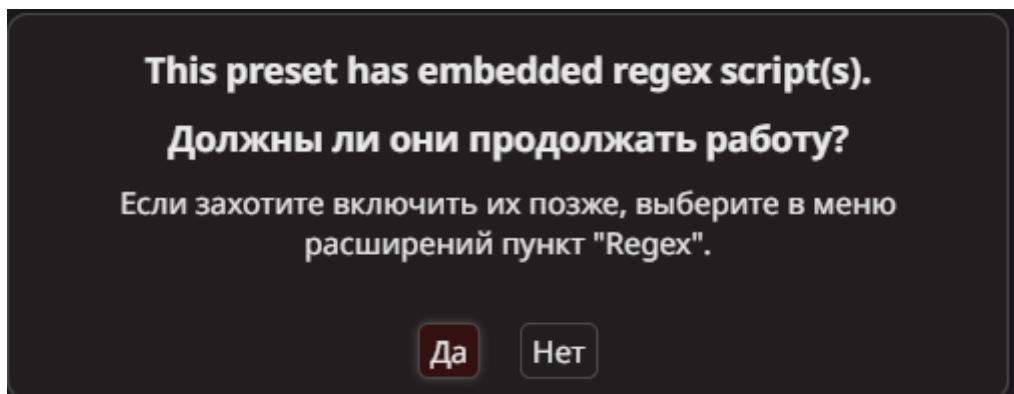 This preset has embedded regex script(s).
Должны ли они продолжать работу?
Если захотите включить их позже, выберите в меню
расширений пункт "Regex".
Да
Нет